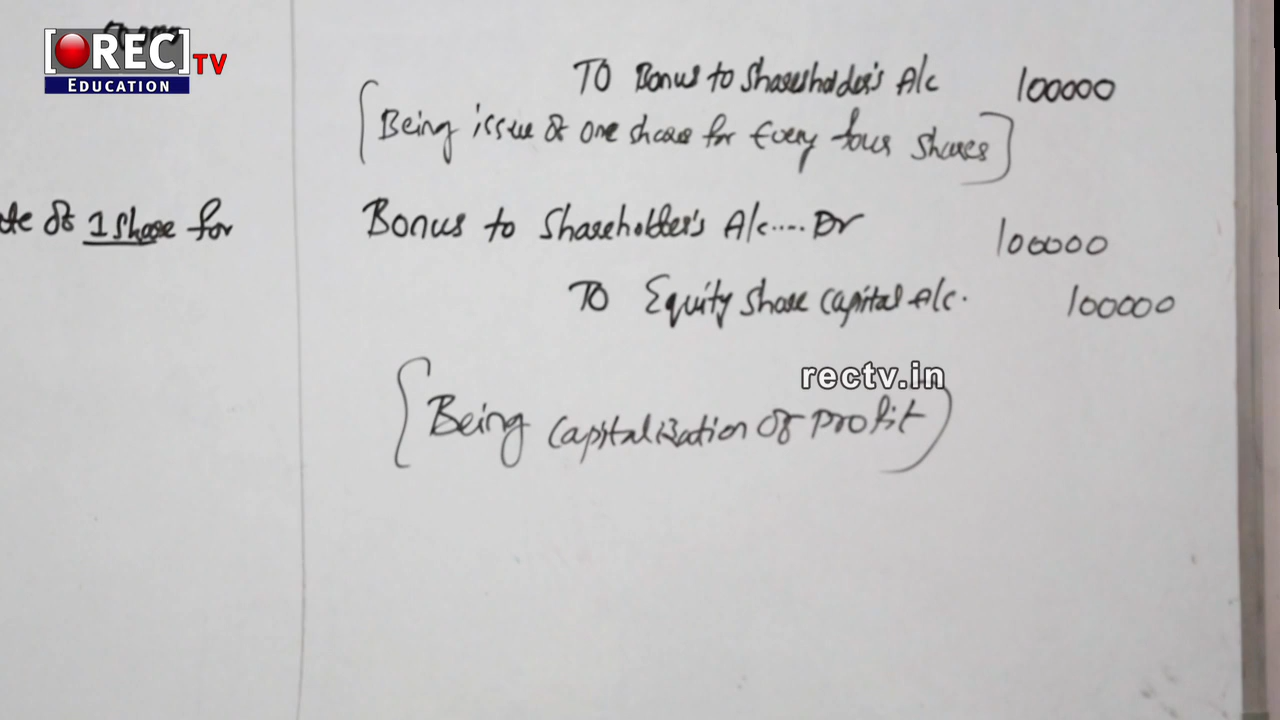 REC TV
EDUCATION
TO Bonus to Shareholder's A/c 100000
Being issue of one share for Every four shares
te of 1 Share for
Bonus to Shareholder's A/c.... Dr 100000
TO Equity share capital A/c. 100000
rectv.in
Being Capitalization of profit